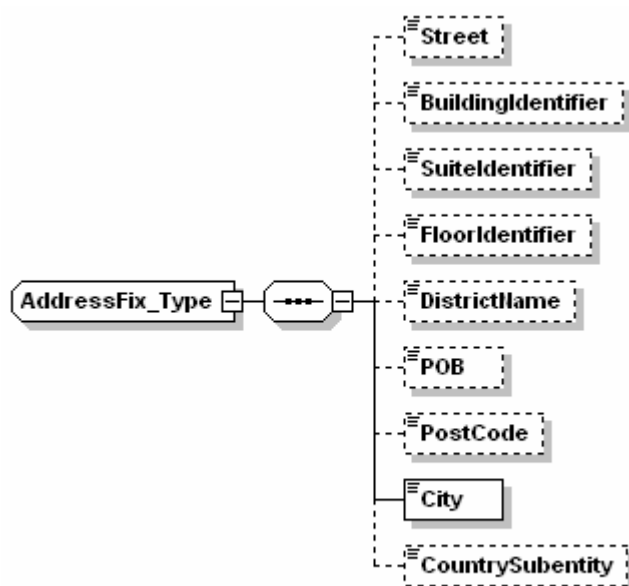 Street
BuildingIdentifier
SuiteIdentifier
FloorIdentifier
AddressFix_Type
DistrictName
POB
PostCode
City
CountrySubentity